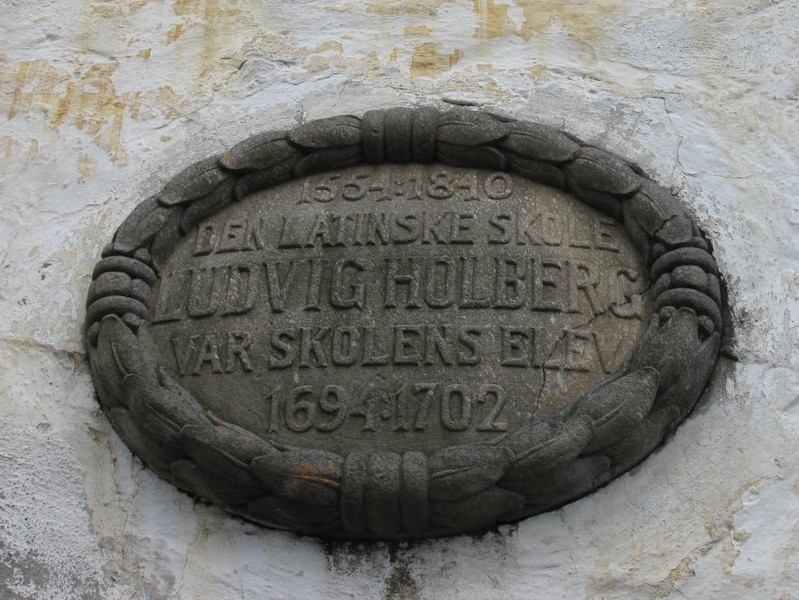 1554:1840
DEN LATINSKE SKOLE
LUDVIG HOLBERG
VAR SKOLENS ELEV
1694:1702